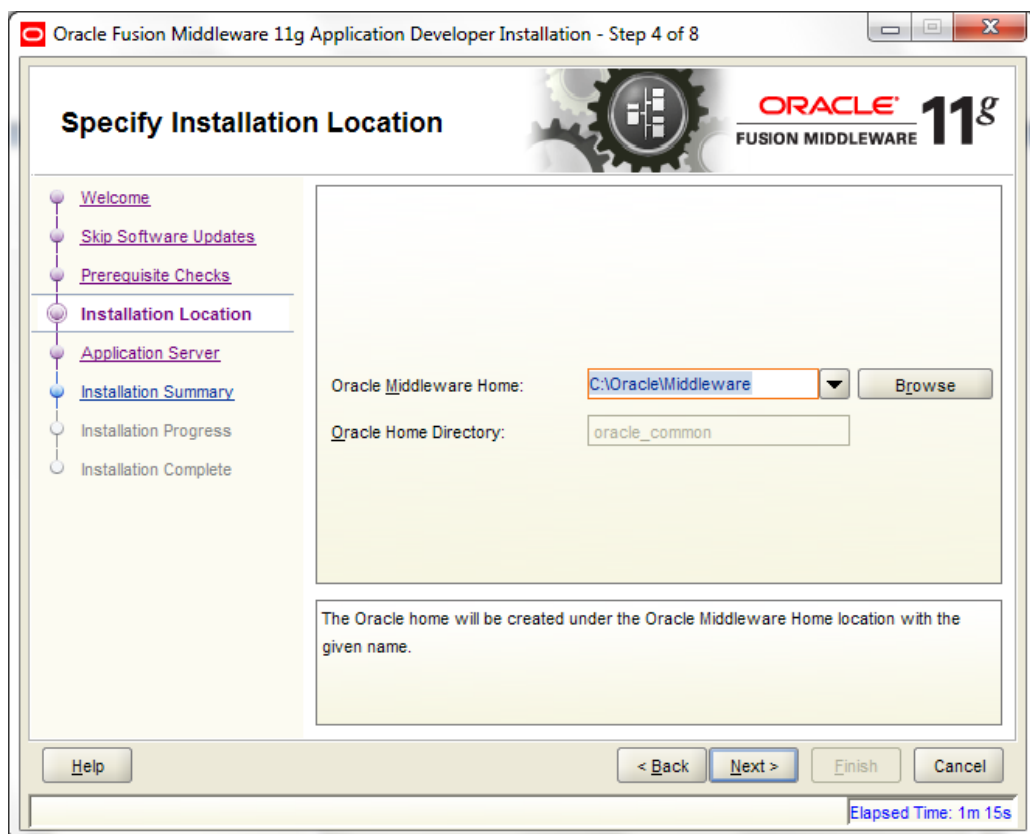 Oracle Fusion Middleware 11g Application Developer Installation - Step 4 of 8
Specify Installation Location
ORACLE
FUSION MIDDLEWARE
11g
Welcome
Skip Software Updates
Prerequisite Checks
Installation Location
Application Server
Installation Summary
Installation Progress
Installation Complete
Oracle Middleware Home:
C:\Oracle\Middleware
Browse
Oracle Home Directory:
oracle_common
The Oracle home will be created under the Oracle Middleware Home location with the
given name.
Help
< Back
Next >
Finish
Cancel
Elapsed Time: 1m 15s